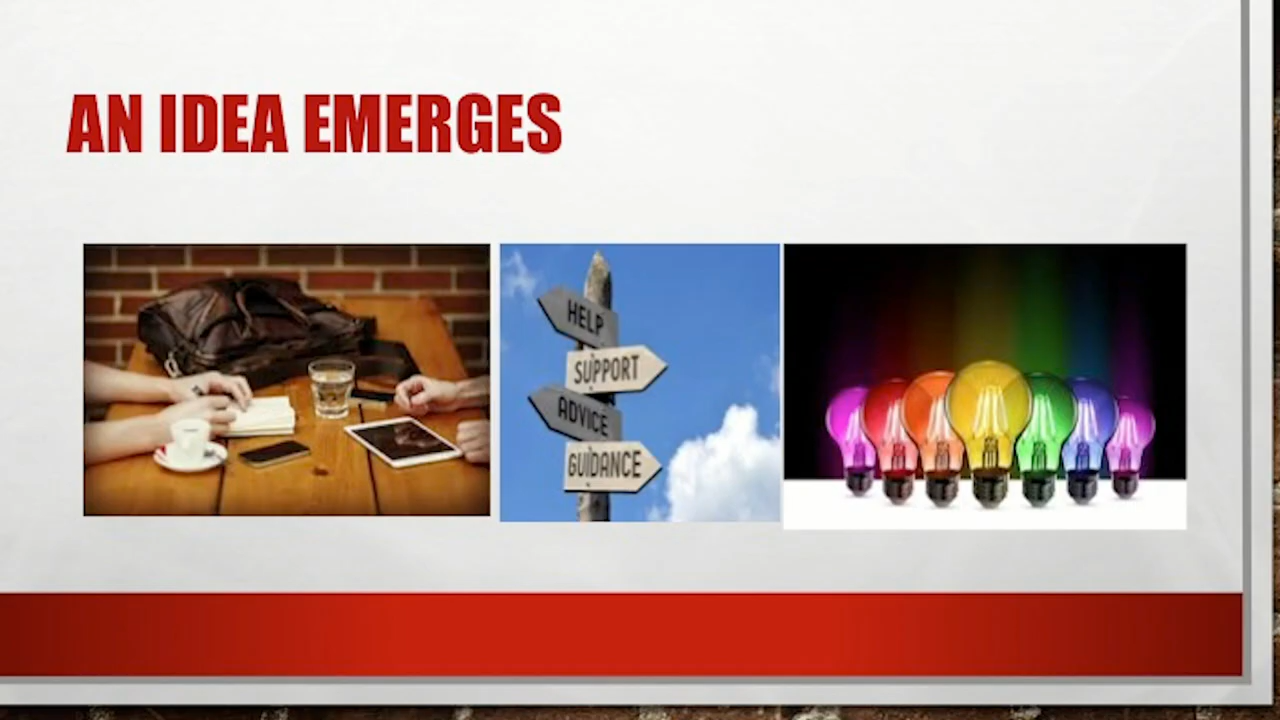 AN IDEA EMERGES
HELP
SUPPORT
ADVICE
GUIDANCE